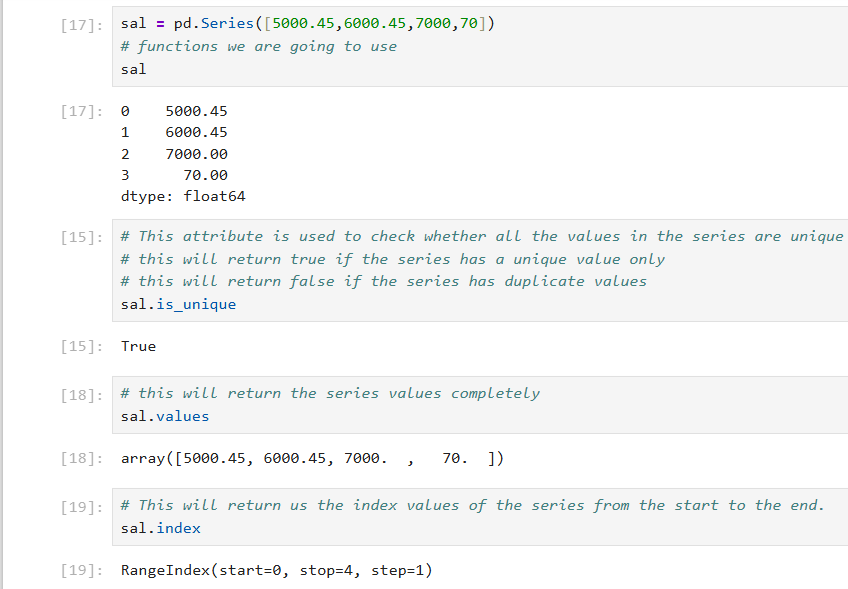 [17]: sal = pd.Series([5000.45,6000.45,7000,70])
# functions we are going to use
sal
[17]: 0    5000.45
1    6000.45
2    7000.00
3      70.00
dtype: float64
[15]: # This attribute is used to check whether all the values in the series are unique
# this will return true if the series has a unique value only
# this will return false if the series has duplicate values
sal.is_unique
[15]: True
[18]: # this will return the series values completely
sal.values
[18]: array([5000.45, 6000.45, 7000.  ,   70.  ])
[19]: # This will return us the index values of the series from the start to the end.
sal.index
[19]: RangeIndex(start=0, stop=4, step=1)